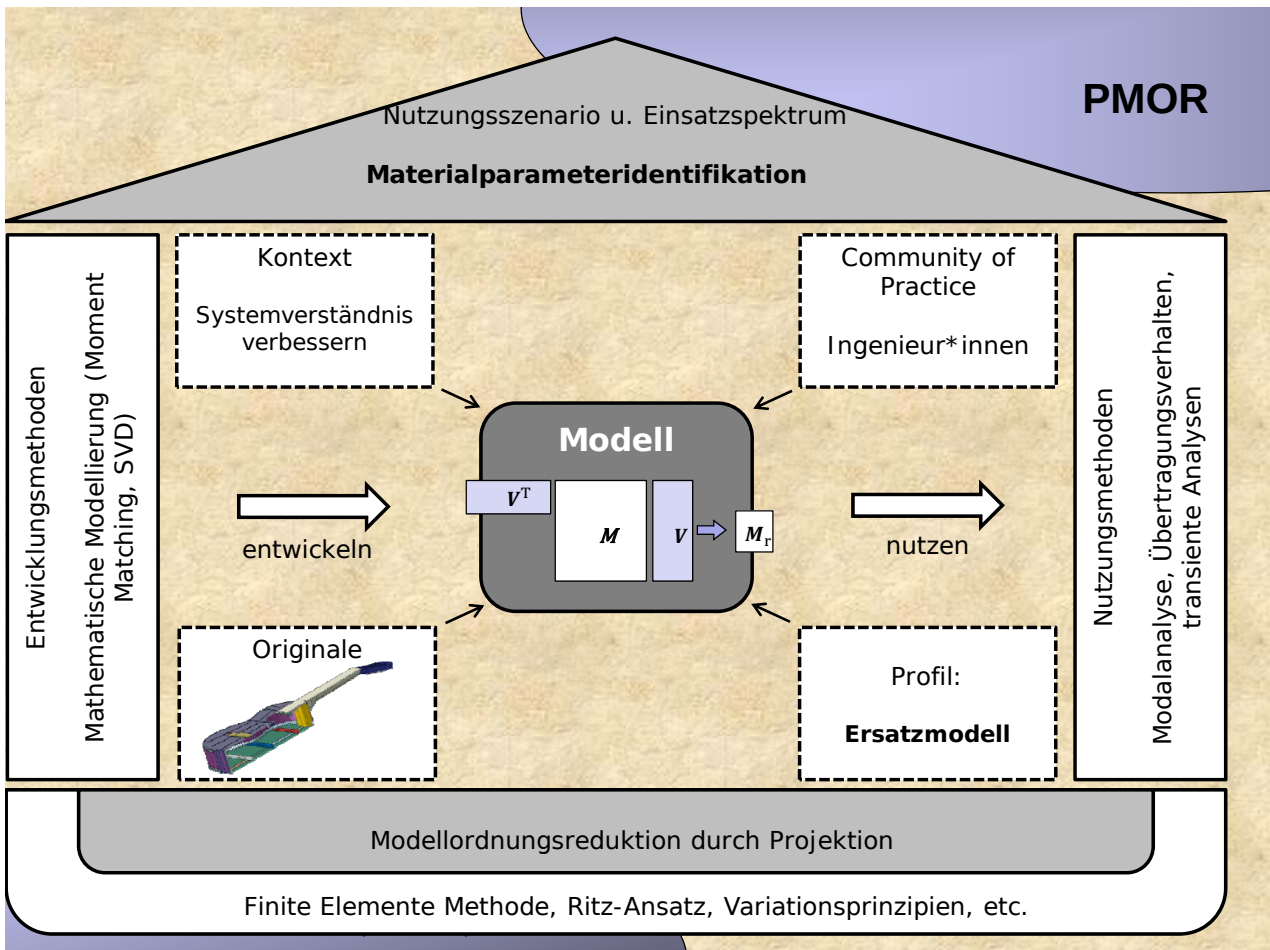 PMOR
Nutzungsszenario u. Einsatzspektrum
Materialparameteridentifikation
Entwicklungsmethoden
Mathematische Modellierung (Moment
Matching, SVD)
Kontext
Systemverständnis
verbessern
Community of
Practice
Ingenieur*innen
Modell
V^T
M
V
M_r
entwickeln
nutzen
Originale
Profil:
Ersatzmodell
Nutzungsmethoden
Modalanalyse, Übertragungsverhalten,
transiente Analysen
Modellordnungsreduktion durch Projektion
Finite Elemente Methode, Ritz-Ansatz, Variationsprinzipien, etc.